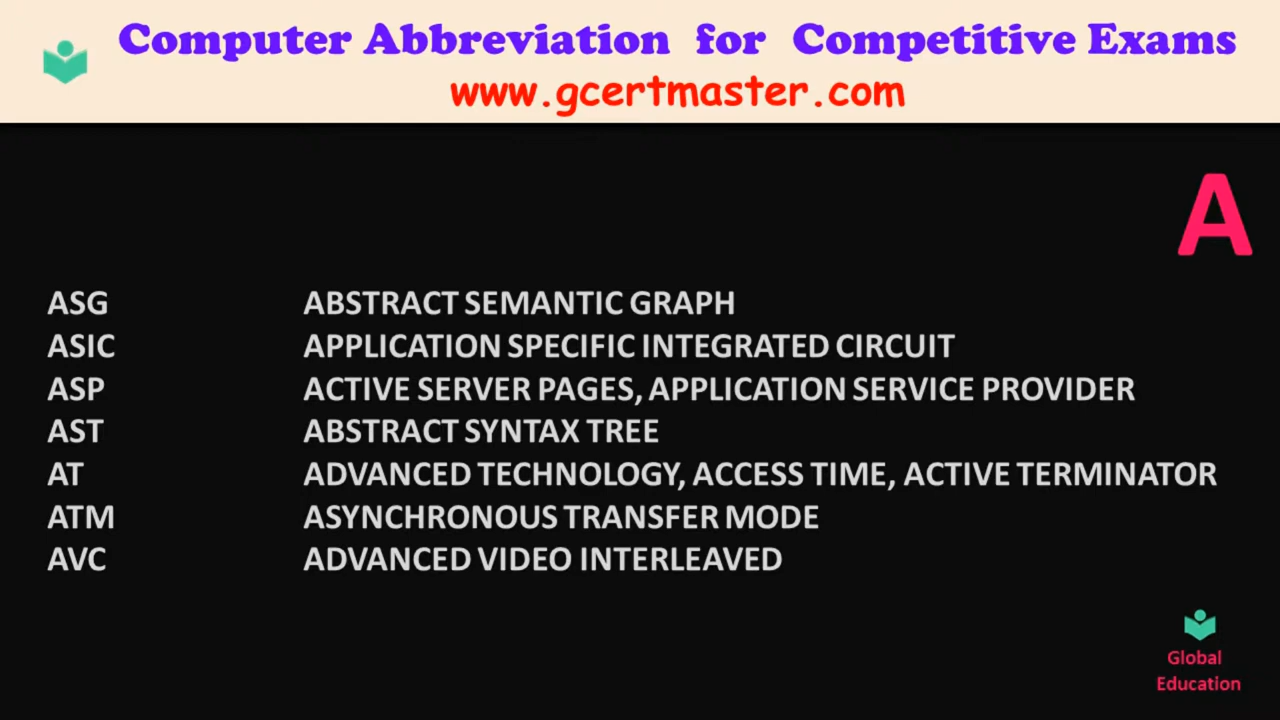 Computer Abbreviation for Competitive Exams
www.gcertmaster.com
A
ASG ABSTRACT SEMANTIC GRAPH
ASIC APPLICATION SPECIFIC INTEGRATED CIRCUIT
ASP ACTIVE SERVER PAGES, APPLICATION SERVICE PROVIDER
AST ABSTRACT SYNTAX TREE
AT ADVANCED TECHNOLOGY, ACCESS TIME, ACTIVE TERMINATOR
ATM ASYNCHRONOUS TRANSFER MODE
AVC ADVANCED VIDEO INTERLEAVED
Global
Education